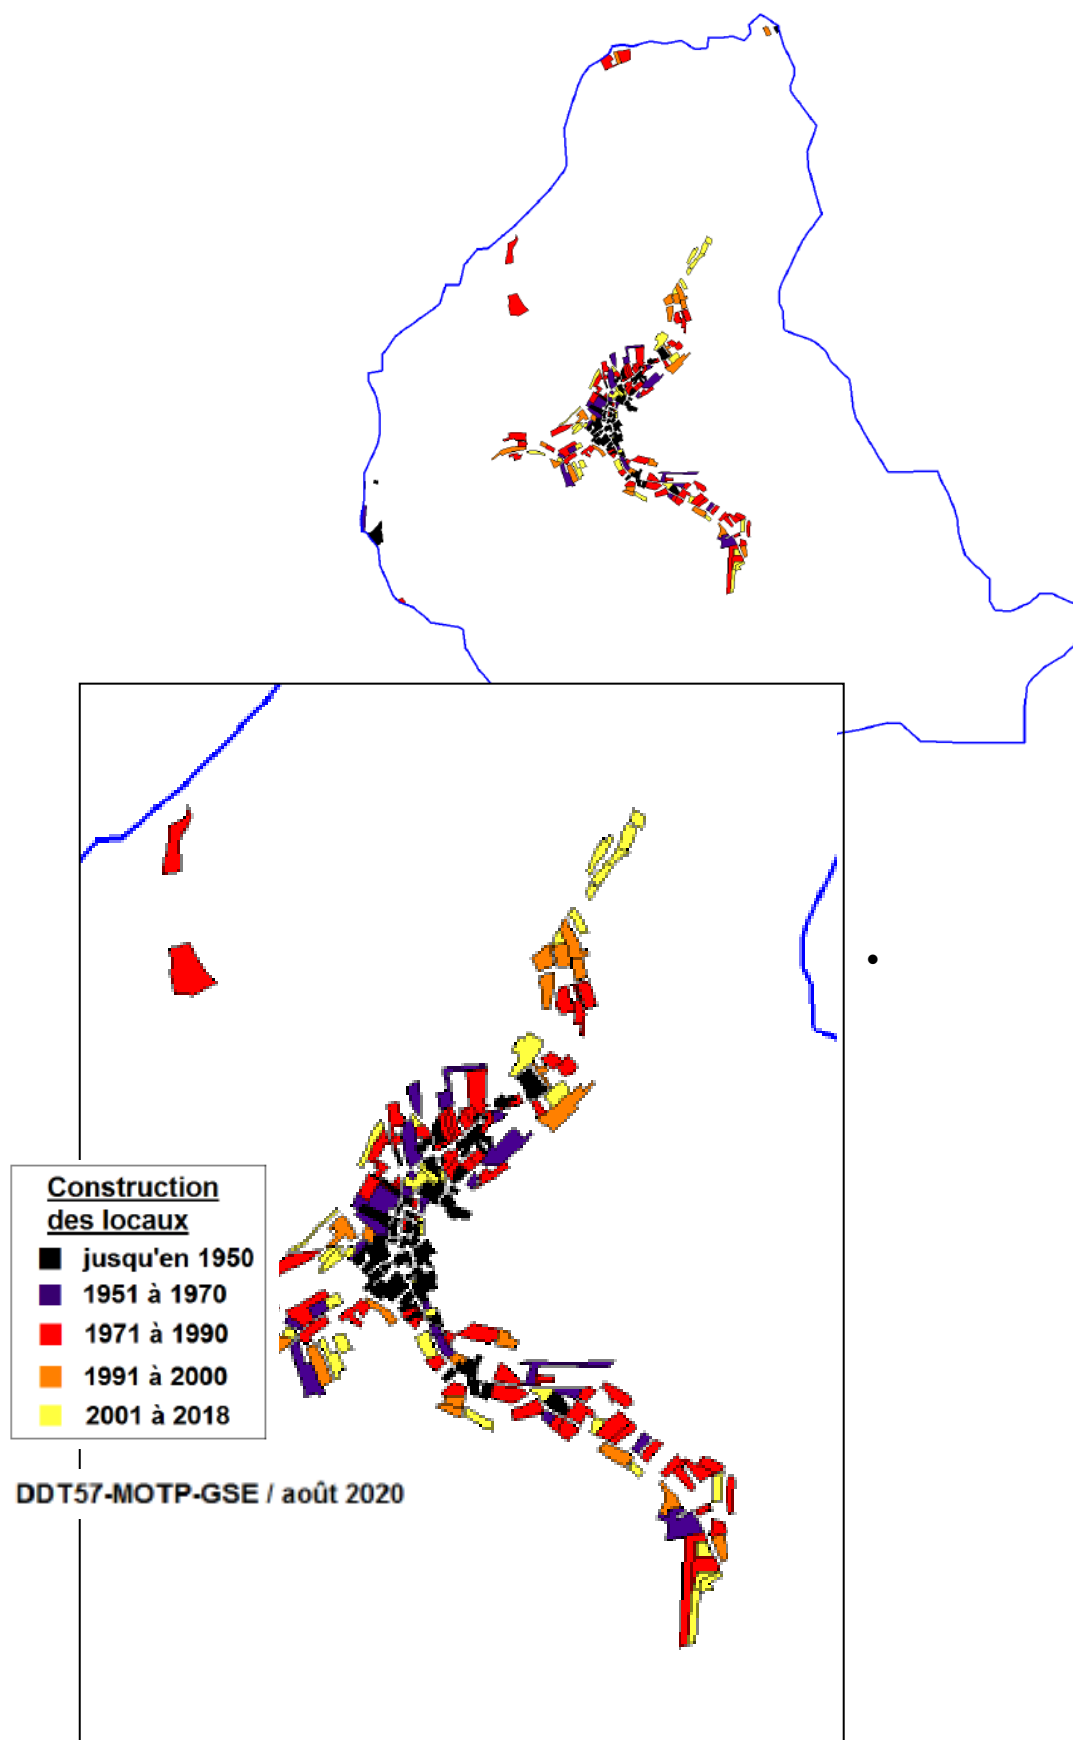 Construction
des locaux
jusqu'en 1950
1951 à 1970
1971 à 1990
1991 à 2000
2001 à 2018
DDT57-MOTP-GSE / août 2020